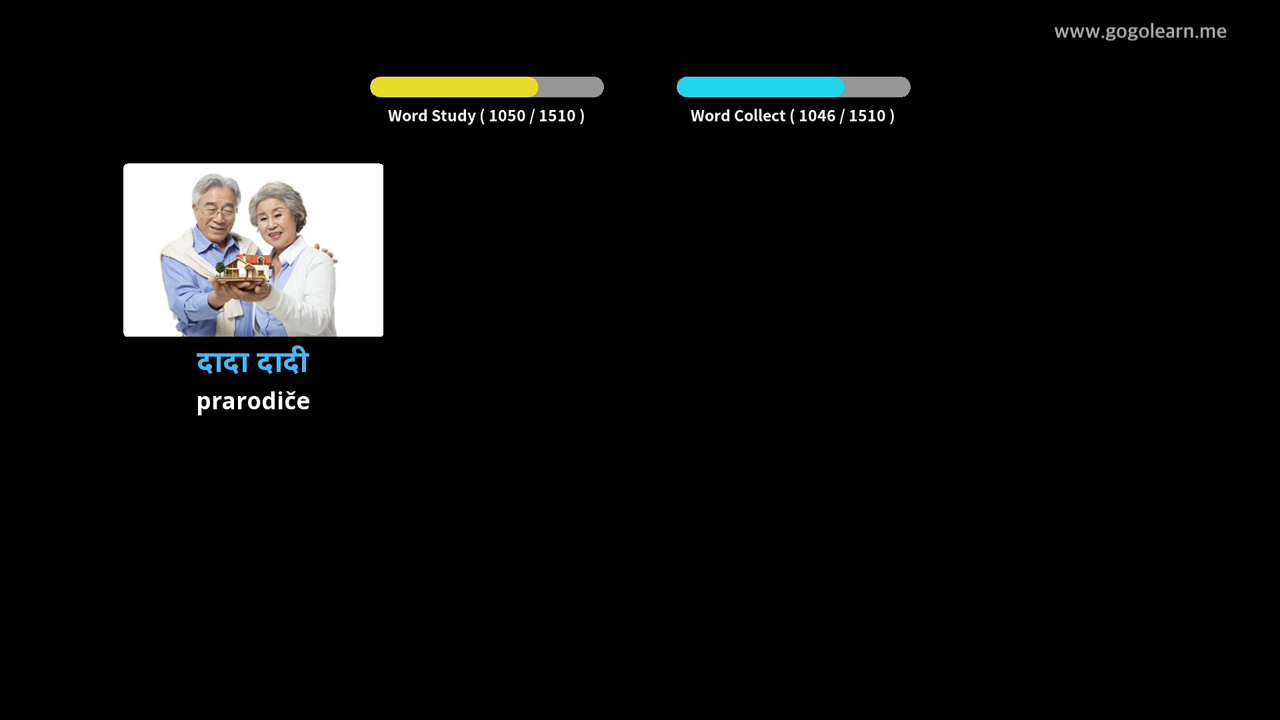 www.gogolearn.me
Word Study ( 1050 / 1510 )
Word Collect ( 1046 / 1510 )
दादा दादी
prarodiče